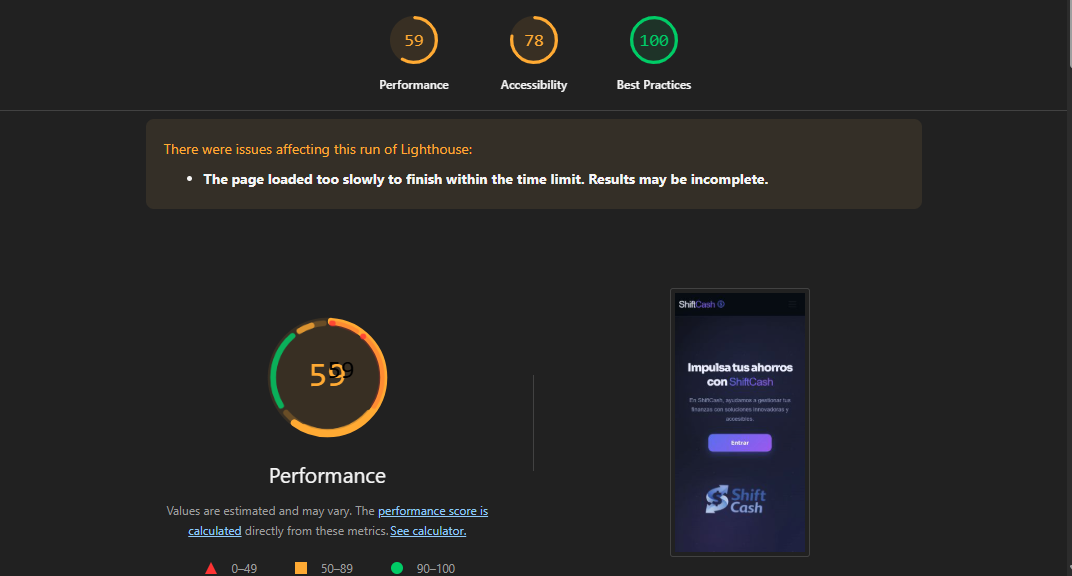 59
78
100
Performance
Accessibility
Best Practices
There were issues affecting this run of Lighthouse:
• The page loaded too slowly to finish within the time limit. Results may be incomplete.
59
59
Performance
Values are estimated and may vary. The performance score is
calculated directly from these metrics. See calculator.
0–49
50–89
90–100
ShiftCash
Impulsa tus ahorros
con ShiftCash
En ShiftCash, ayudamos a gestionar tus
finanzas con soluciones innovadoras y
accesibles.
Entrar
Shift
Cash